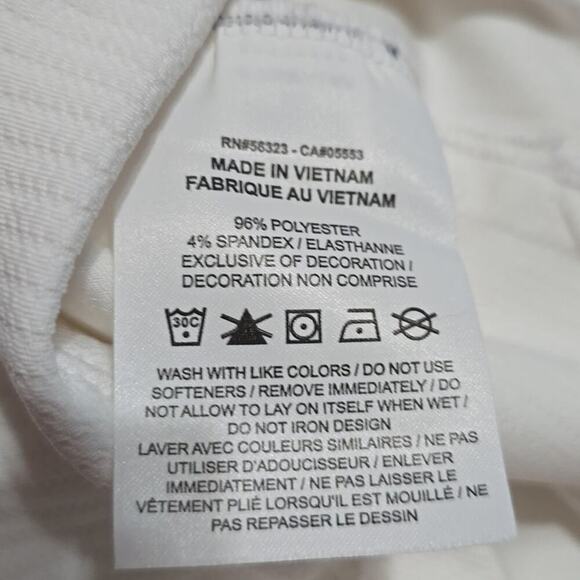 RN#56323 - CA#05553
MADE IN VIETNAM
FABRIQUE AU VIETNAM
96% POLYESTER
4% SPANDEX / ELASTHANNE
EXCLUSIVE OF DECORATION /
DECORATION NON COMPRISE
30C
WASH WITH LIKE COLORS / DO NOT USE
SOFTENERS / REMOVE IMMEDIATELY / DO
NOT ALLOW TO LAY ON ITSELF WHEN WET /
DO NOT IRON DESIGN
LAVER AVEC COULEURS SIMILAIRES / NE PAS
UTILISER D'ADOUCISSEUR / ENLEVER
IMMEDIATEMENT / NE PAS LAISSER LE
VÊTEMENT PLIÉ LORSQU'IL EST MOUILLÉ / NE
PAS REPASSER LE DESSIN